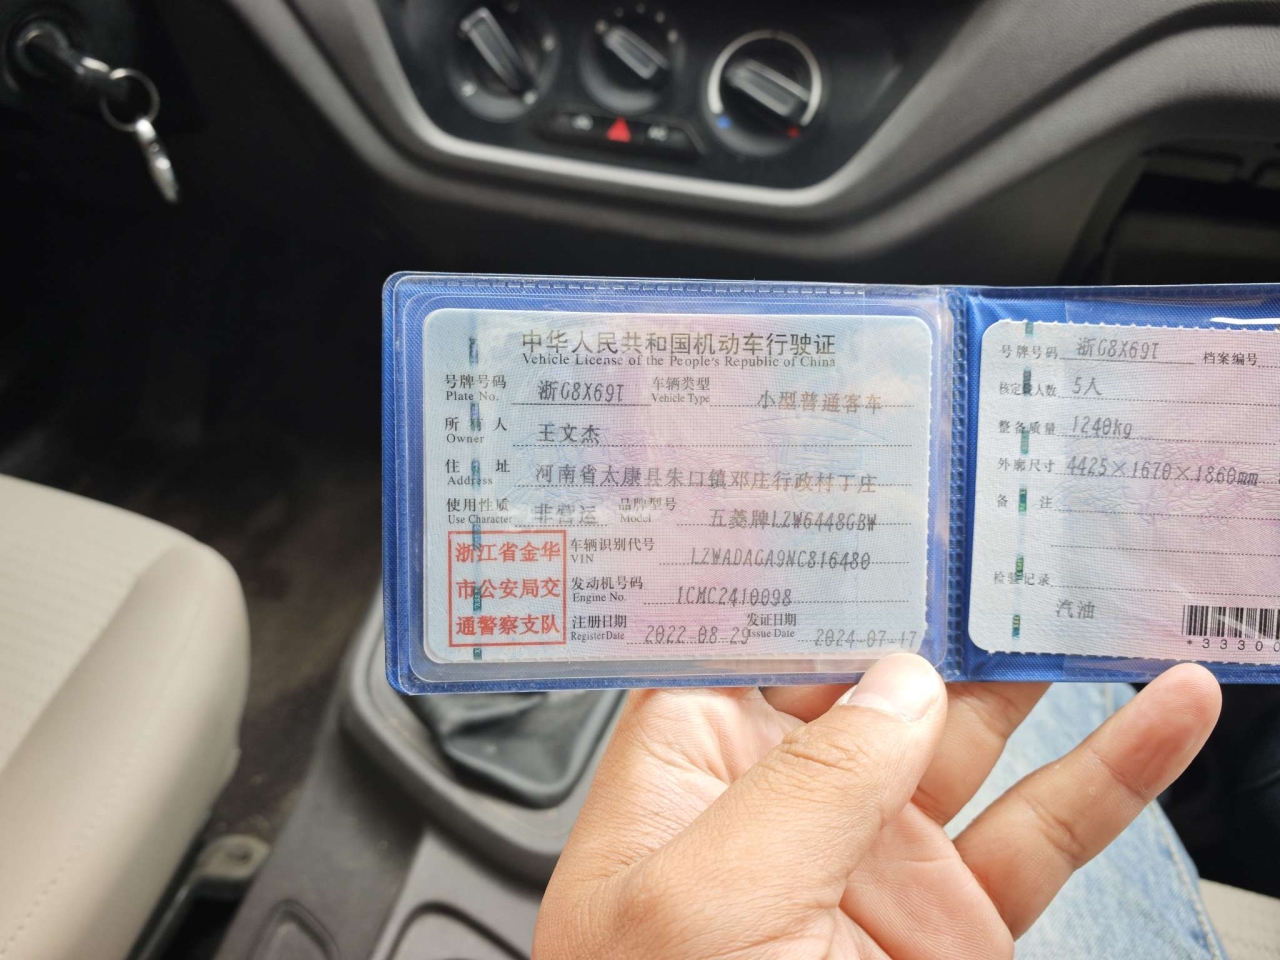 中华人民共和国机动车行驶证
Vehicle License of the People's Republic of China
号牌号码 浙G8X69T 车辆类型 小型普通客车
Plate No. Vehicle Type
所有人 王文杰
Owner
住址 河南省太康县朱口镇邓庄行政村丁庄
Address
使用性质 非营运 品牌型号 五菱牌LZW6448GBW
Use Character Model
浙江省金华
市公安局交
通警察支队
车辆识别代号 LZWADAGA9NC816480
VIN
发动机号码 1CMC2410098
Engine No.
注册日期 2022-08-29 发证日期 2024-07-17
Register Date Issue Date
号牌号码 浙G8X69T 档案编号
核定载人数 5人
整备质量 1240kg
外廓尺寸 4425×1670×1860mm
备注
检验记录
汽油
*33300